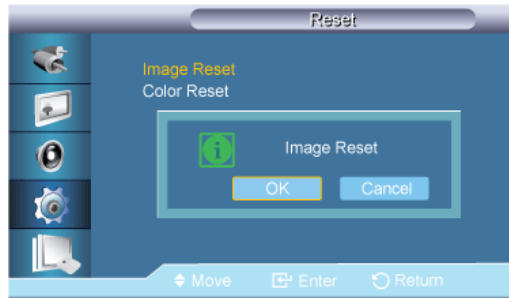 Reset
Image Reset
Color Reset
Image Reset
OK Cancel
Move Enter Return